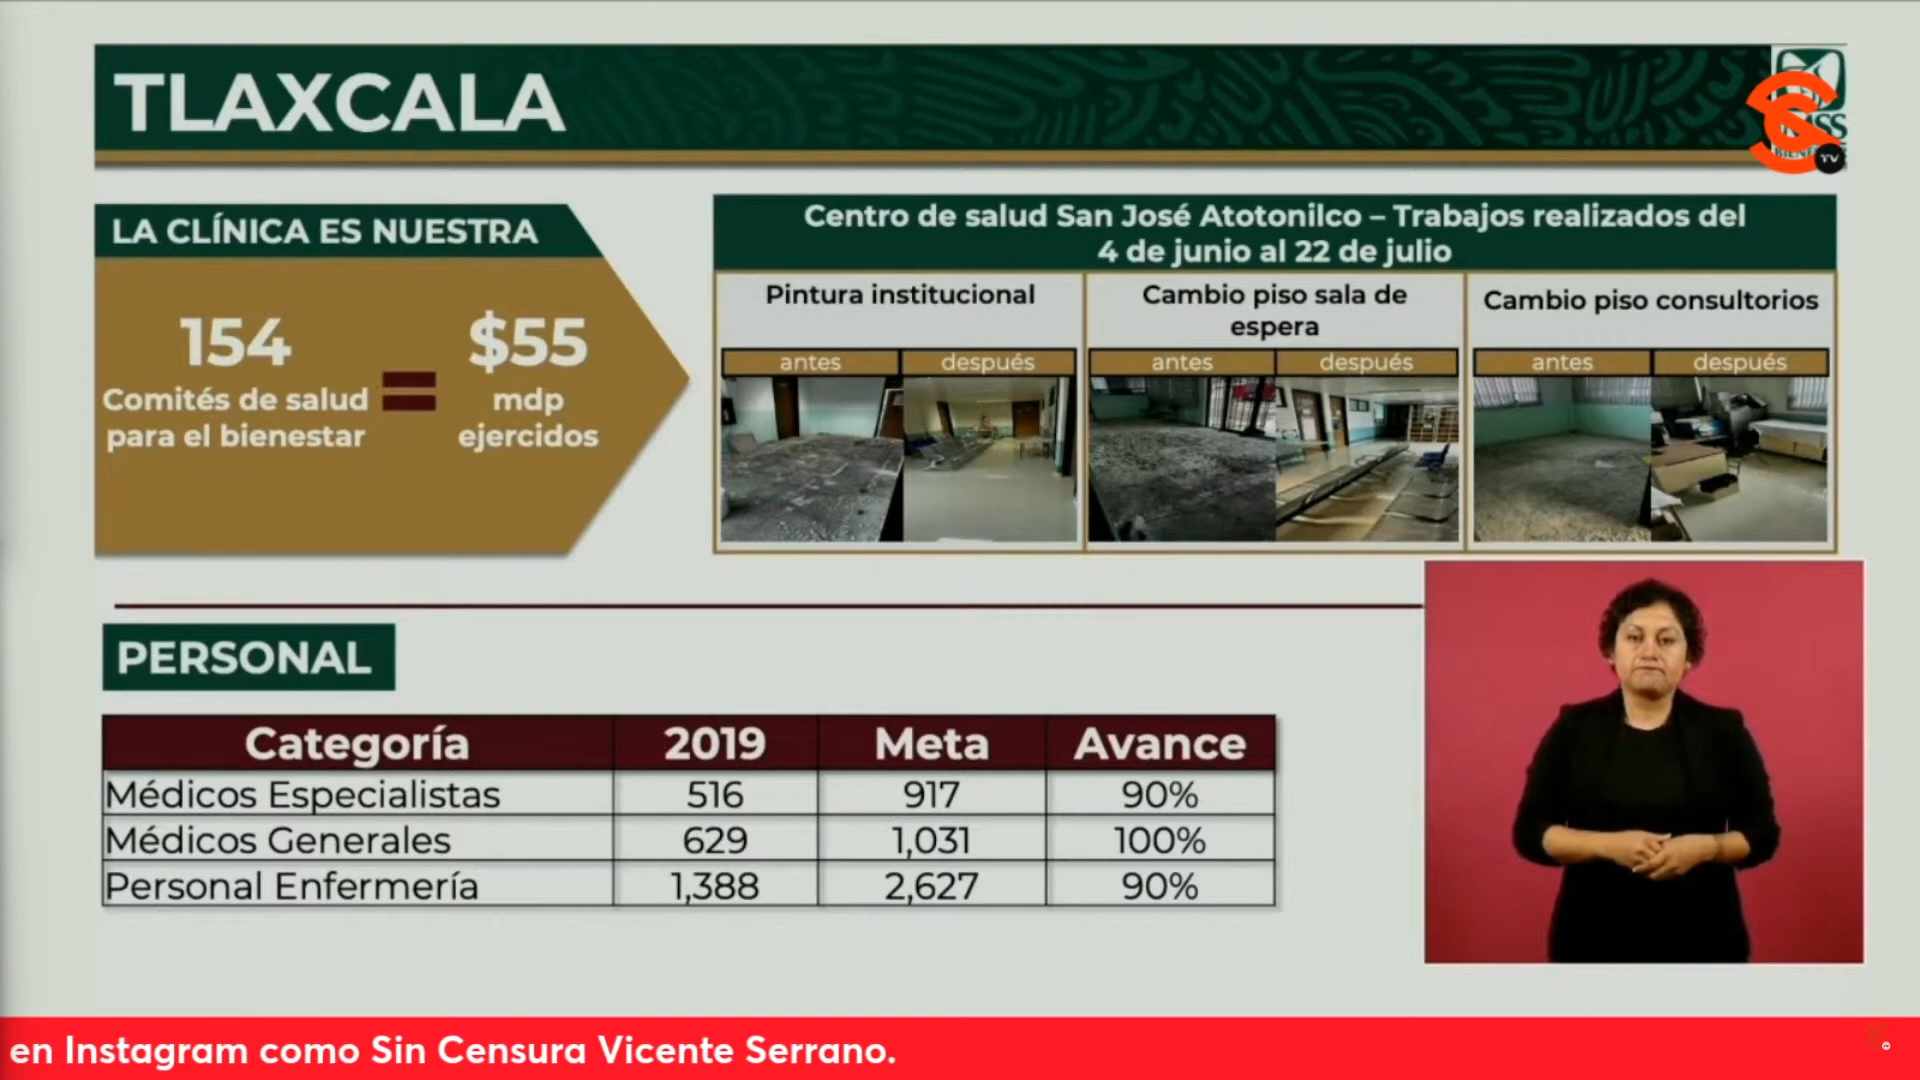 TLAXCALA
TV
LA CLÍNICA ES NUESTRA
154
Comités de salud
para el bienestar
=
$55
mdp
ejercidos
Centro de salud San José Atotonilco – Trabajos realizados del
4 de junio al 22 de julio
Pintura institucional
antes después
Cambio piso sala de
espera
antes después
Cambio piso consultorios
antes después
PERSONAL
Categoría 2019 Meta Avance
Médicos Especialistas 516 917 90%
Médicos Generales 629 1,031 100%
Personal Enfermería 1,388 2,627 90%
en Instagram como Sin Censura Vicente Serrano.